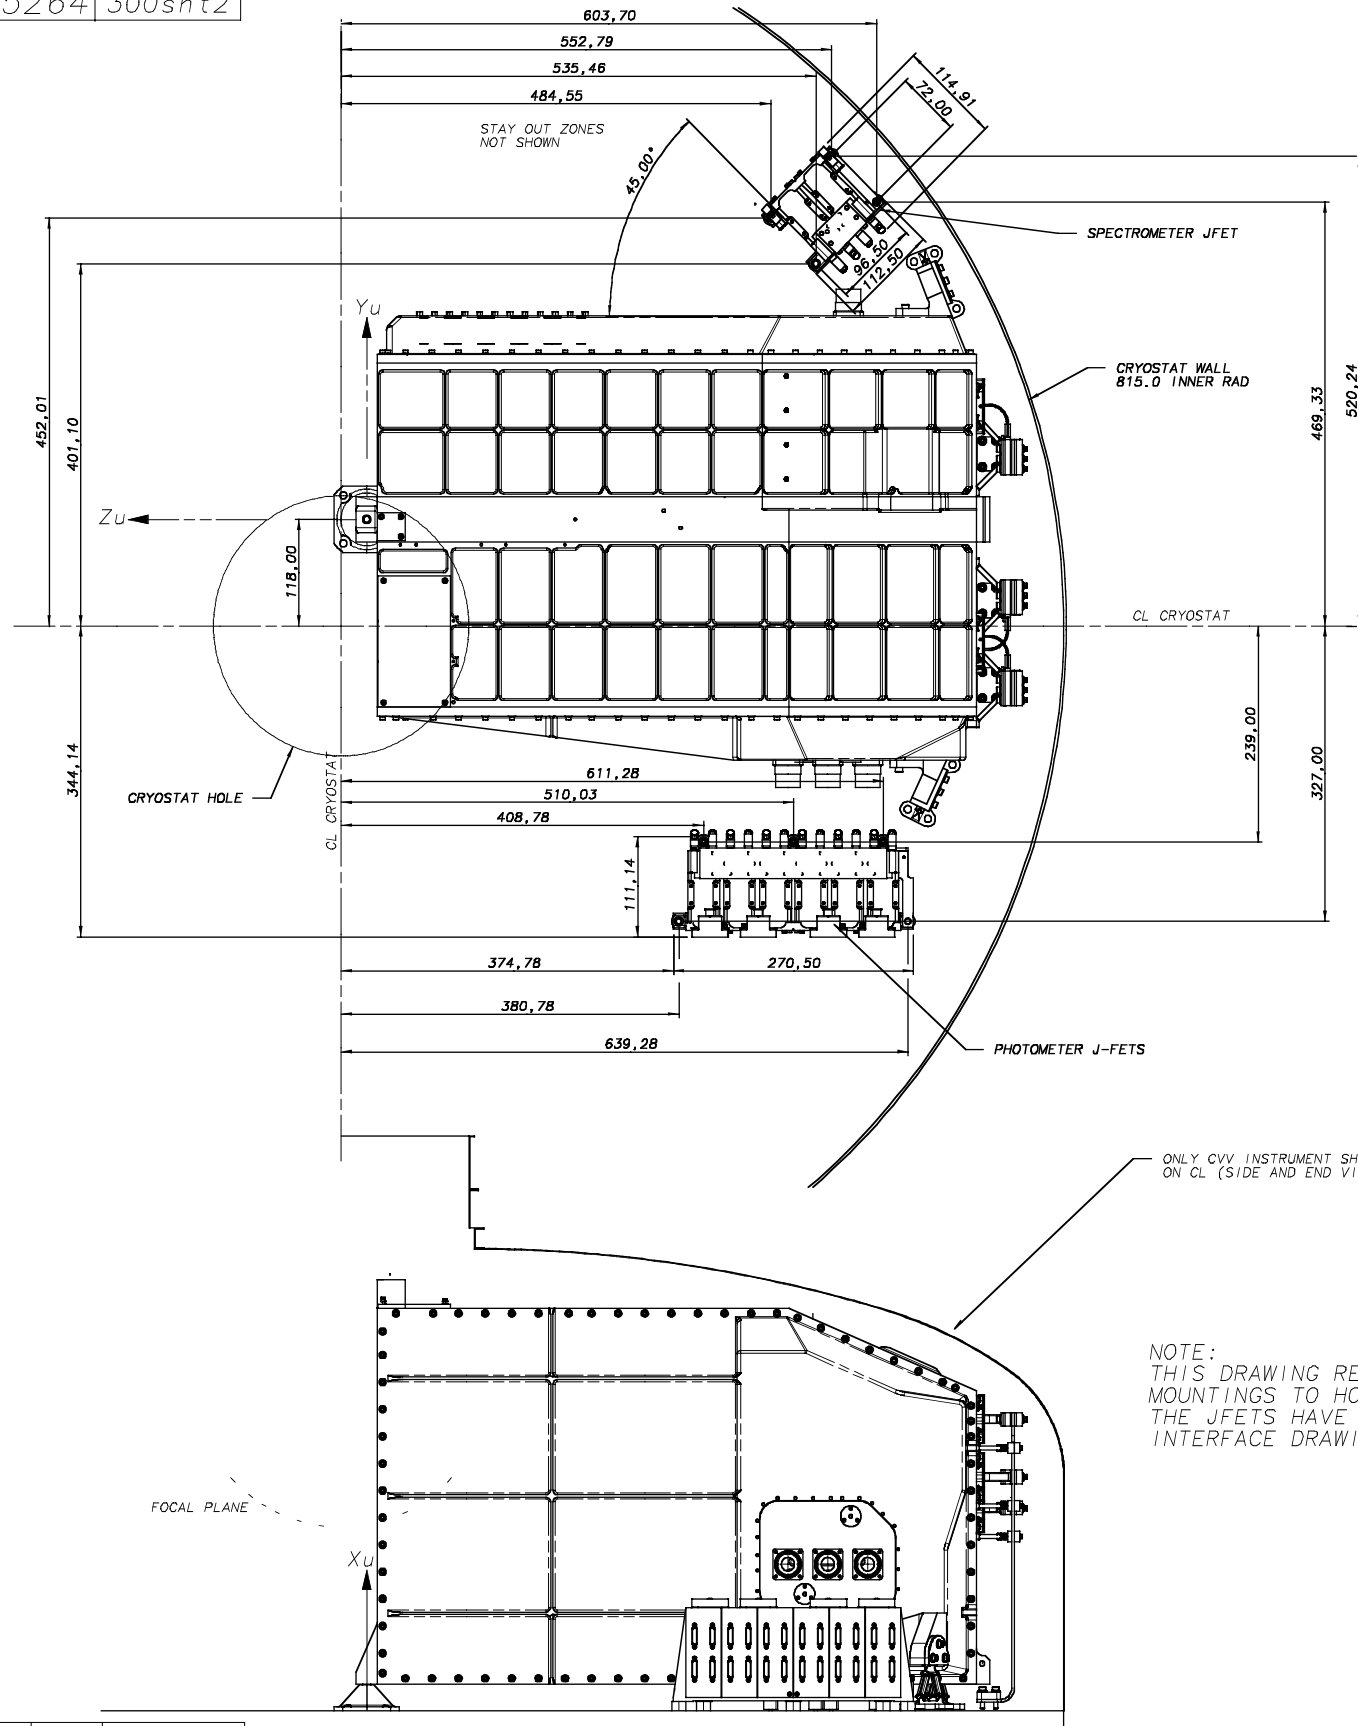 5264 300sht2
603,70
552,79
535,46
484,55
STAY OUT ZONES
NOT SHOWN
114,91
72,00
45,00°
SPECTROMETER JFET
96,50
112,50
Yu
CRYOSTAT WALL
815.0 INNER RAD
452,01
401,10
469,33
520,24
Zu
118,00
CL CRYOSTAT
344,14
239,00
327,00
CRYOSTAT HOLE
CL CRYOSTAT
611,28
510,03
408,78
111,14
374,78
270,50
380,78
639,28
PHOTOMETER J-FETS
ONLY CVV INSTRUMENT SH
ON CL (SIDE AND END VI
NOTE:
THIS DRAWING RE
MOUNTINGS TO HO
THE JFETS HAVE
INTERFACE DRAWI
FOCAL PLANE
Xu